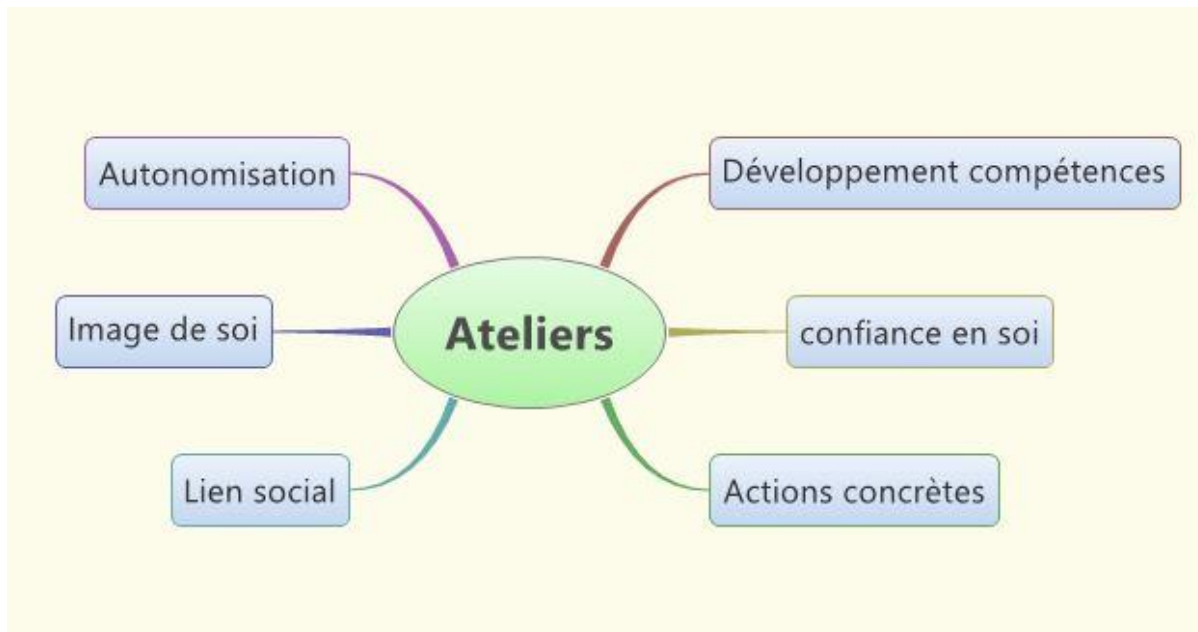 Autonomisation
Développement compétences
Image de soi
Ateliers
confiance en soi
Lien social
Actions concrètes